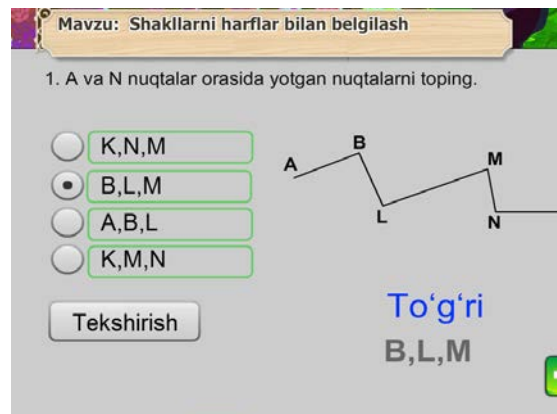 Mavzu: Shakllarni harflar bilan belgilash
1. A va N nuqtalar orasida yotgan nuqtalarni toping.
K,N,M
B,L,M
A,B,L
K,M,N
Tekshirish
A
B
L
M
N
To‘g‘ri
B,L,M